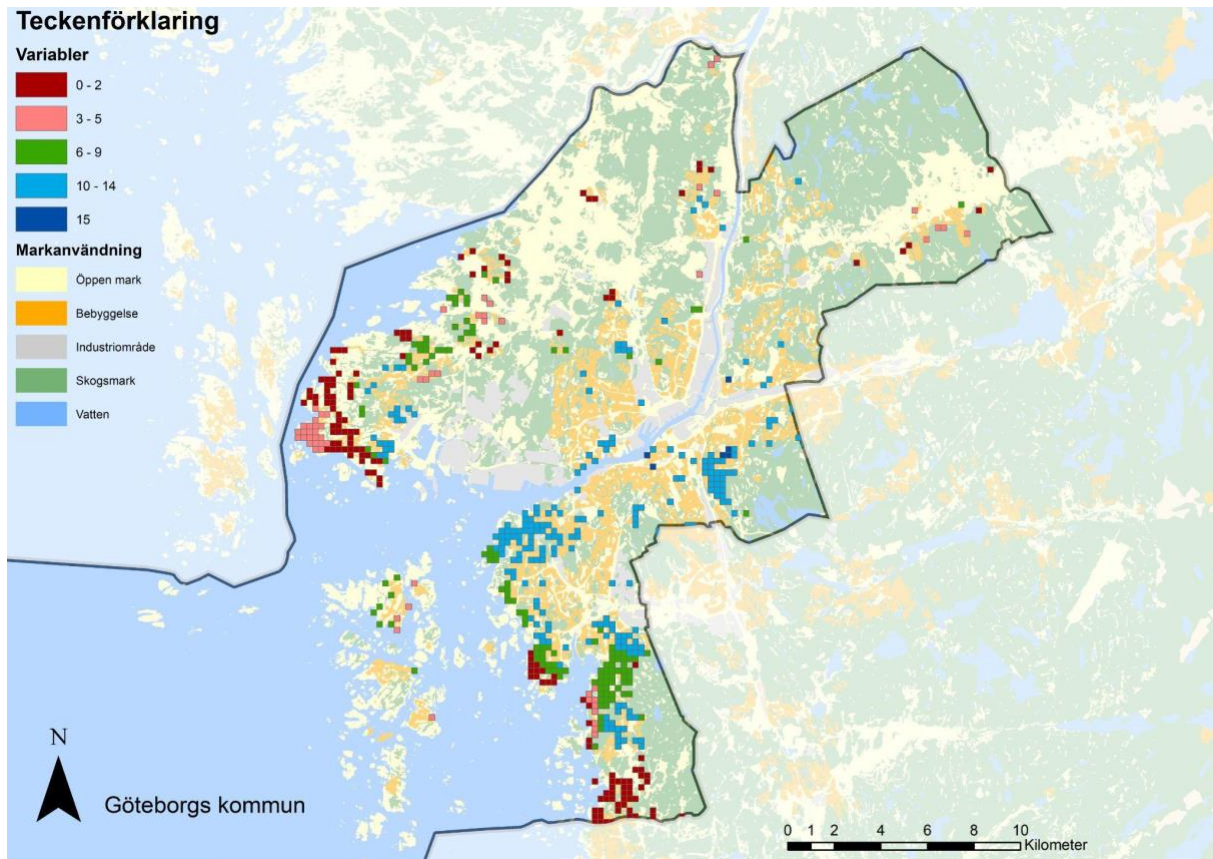 Teckenförklaring
Variabler
0 - 2
3 - 5
6 - 9
10 - 14
15
Markanvändning
Öppen mark
Bebyggelse
Industriområde
Skogsmark
Vatten
N
Göteborgs kommun
0 1 2 4 6 8 10
Kilometer